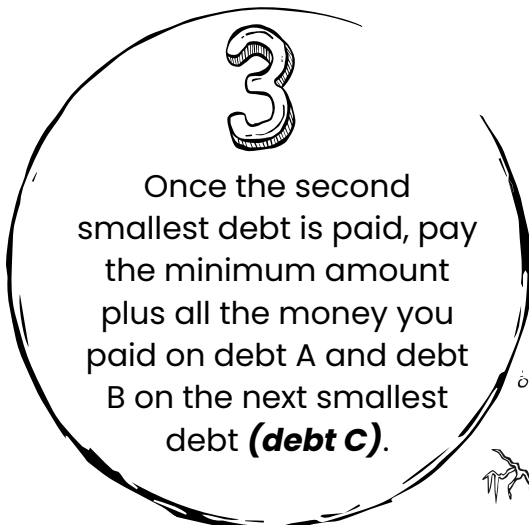 3
Once the second
smallest debt is paid, pay
the minimum amount
plus all the money you
paid on debt A and debt
B on the next smallest
debt (debt C).